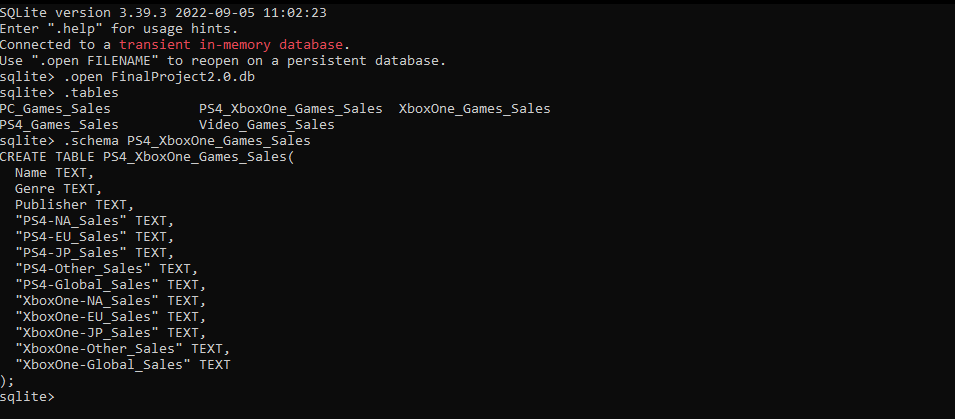 SQLite version 3.39.3 2022-09-05 11:02:23
Enter ".help" for usage hints.
Connected to a transient in-memory database.
Use ".open FILENAME" to reopen on a persistent database.
sqlite> .open FinalProject2.0.db
sqlite> .tables
PC_Games_Sales           PS4_XboxOne_Games_Sales  XboxOne_Games_Sales
PS4_Games_Sales          Video_Games_Sales
sqlite> .schema PS4_XboxOne_Games_Sales
CREATE TABLE PS4_XboxOne_Games_Sales(
  Name TEXT,
  Genre TEXT,
  Publisher TEXT,
  "PS4-NA_Sales" TEXT,
  "PS4-EU_Sales" TEXT,
  "PS4-JP_Sales" TEXT,
  "PS4-Other_Sales" TEXT,
  "PS4-Global_Sales" TEXT,
  "XboxOne-NA_Sales" TEXT,
  "XboxOne-EU_Sales" TEXT,
  "XboxOne-JP_Sales" TEXT,
  "XboxOne-Other_Sales" TEXT,
  "XboxOne-Global_Sales" TEXT
);
sqlite>